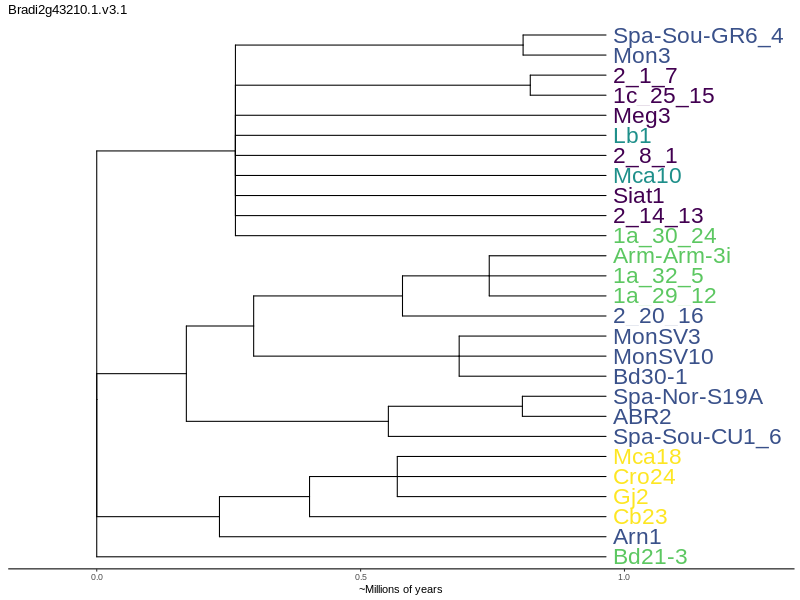 Bradi2g43210.1.v3.1
Spa-Sou-GR6_4
Mon3
2_1_7
1c_25_15
Meg3
Lb1
2_8_1
Mca10
Siat1
2_14_13
1a_30_24
Arm-Arm-3i
1a_32_5
1a_29_12
2_20_16
MonSV3
MonSV10
Bd30-1
Spa-Nor-S19A
ABR2
Spa-Sou-CU1_6
Mca18
Cro24
Gj2
Cb23
Arn1
Bd21-3
0.0 0.5 1.0
~Millions of years